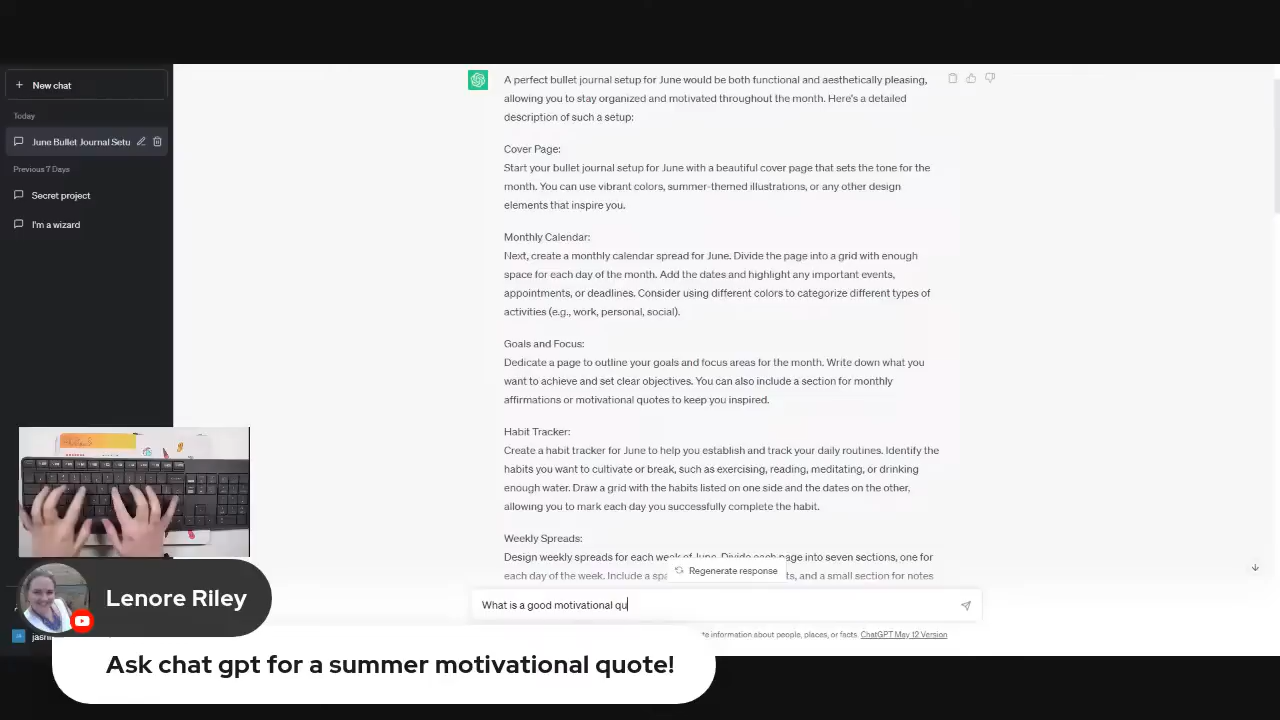 New chat
Today
June Bullet Journal Setu
Previous 7 Days
Secret project
I'm a wizard
A perfect bullet journal setup for June would be both functional and aesthetically pleasing,
allowing you to stay organized and motivated throughout the month. Here's a detailed
description of such a setup:
Cover Page:
Start your bullet journal setup for June with a beautiful cover page that sets the tone for the
month. You can use vibrant colors, summer-themed illustrations, or any other design
elements that inspire you.
Monthly Calendar:
Next, create a monthly calendar spread for June. Divide the page into a grid with enough
space for each day of the month. Add the dates and highlight any important events,
appointments, or deadlines. Consider using different colors to categorize different types of
activities (e.g., work, personal, social).
Goals and Focus:
Dedicate a page to outline your goals and focus areas for the month. Write down what you
want to achieve and set clear objectives. You can also include a section for monthly
affirmations or motivational quotes to keep you inspired.
Habit Tracker:
Create a habit tracker for June to help you establish and track your daily routines. Identify the
habits you want to cultivate or break, such as exercising, reading, meditating, or drinking
enough water. Draw a grid with the habits listed on one side and the dates on the other,
allowing you to mark each day you successfully complete the habit.
Weekly Spreads:
Design weekly spreads for each week of June. Divide each page into seven sections, one for
each day of the week. Include a spa ts, and a small section for notes
Regenerate response
What is a good motivational qu
information about people, places, or facts. ChatGPT May 12 Version
Lenore Riley
Ask chat gpt for a summer motivational quote!